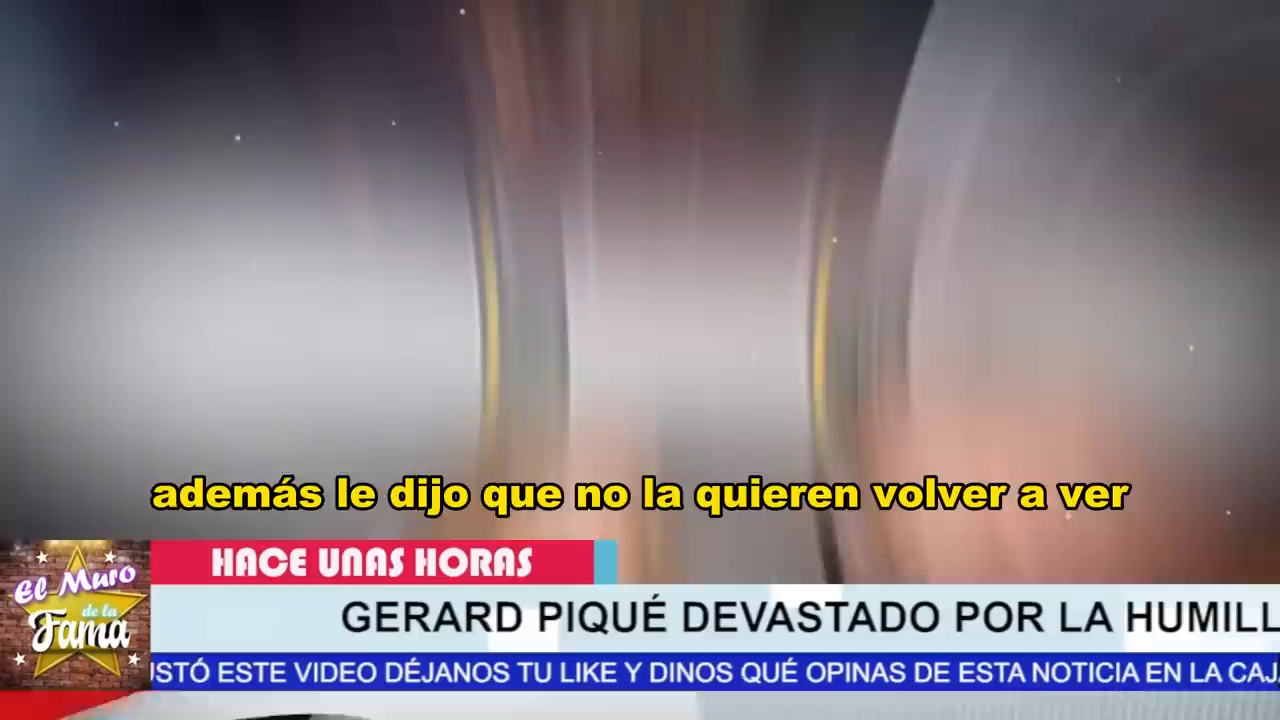 además le dijo que no la quieren volver a ver
HACE UNAS HORAS
El Muro
de la
Fama
GERARD PIQUÉ DEVASTADO POR LA HUMILL
USTÓ ESTE VIDEO DÉJANOS TU LIKE Y DINOS QUÉ OPINAS DE ESTA NOTICIA EN LA CAJA